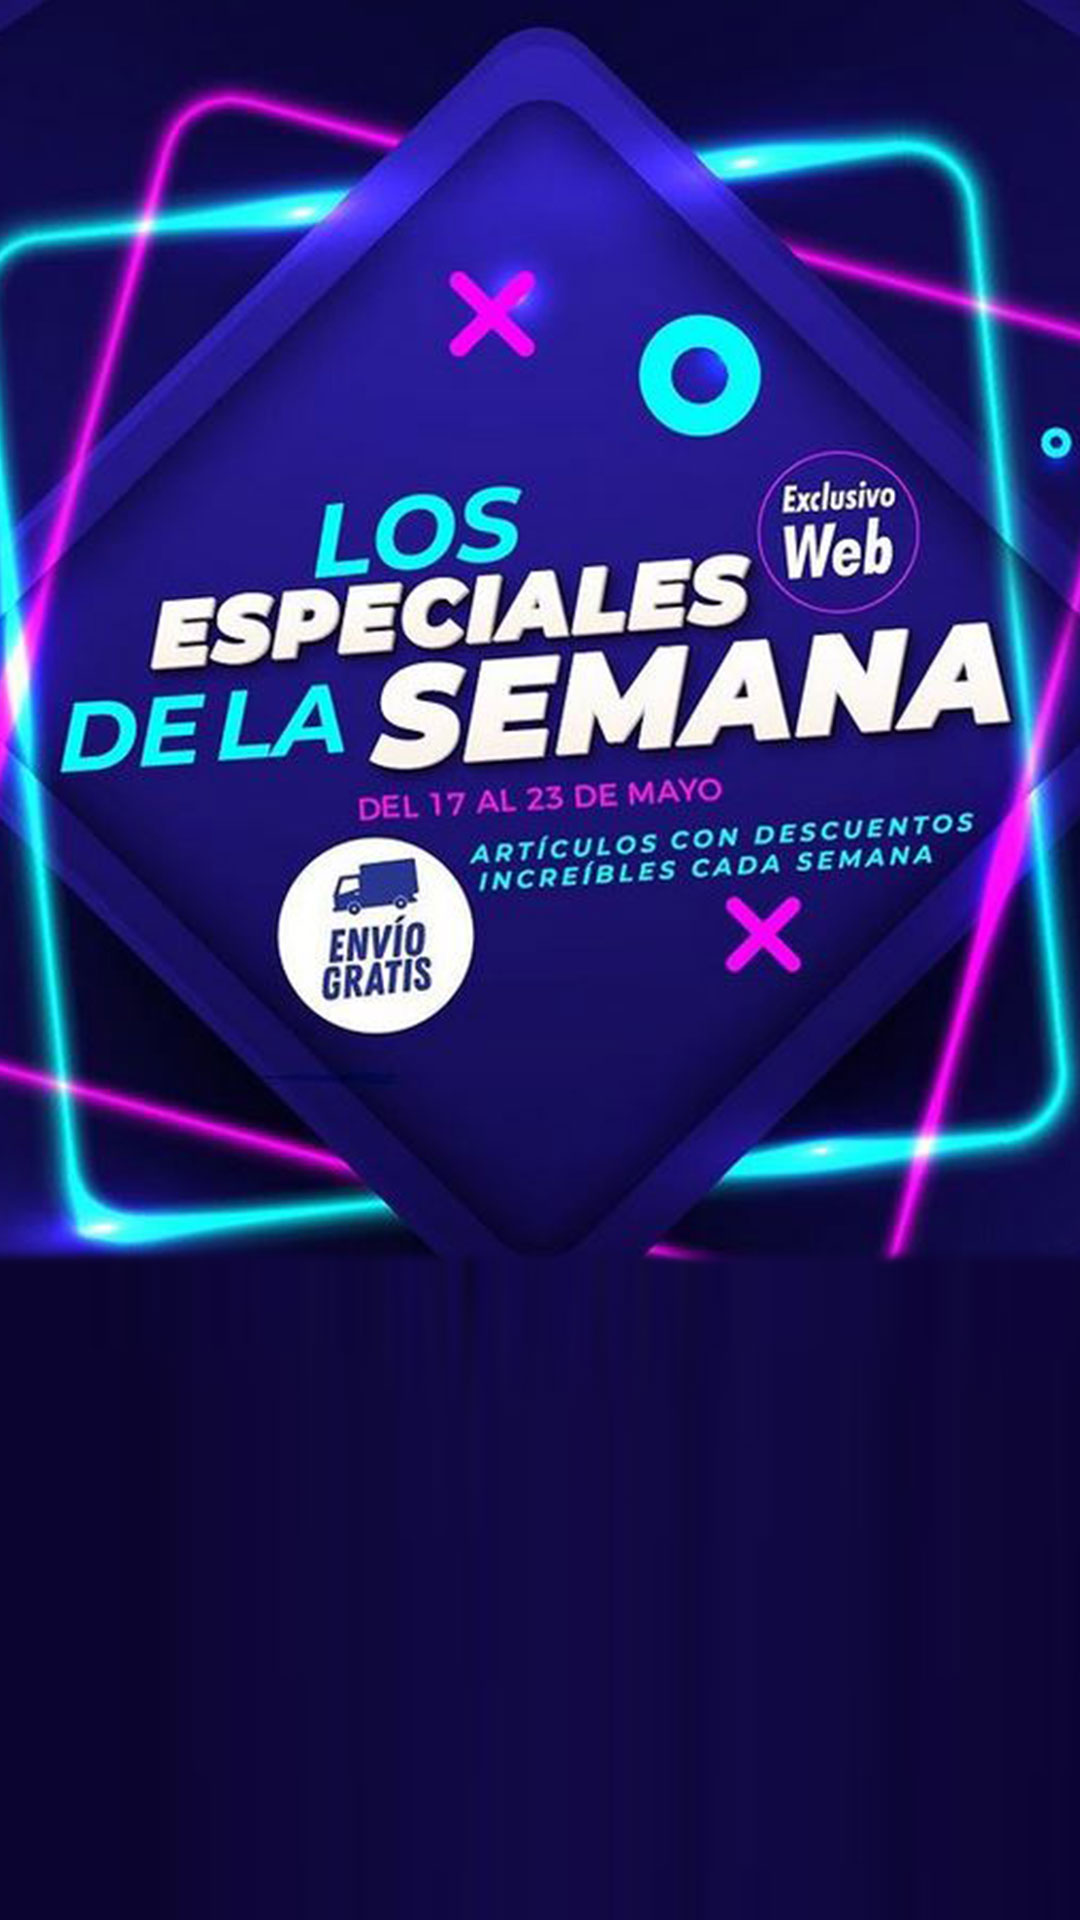 LOS
Exclusivo
Web
ESPECIALES
DE LA SEMANA
DEL 17 AL 23 DE MAYO
ARTÍCULOS CON DESCUENTOS
INCREÍBLES CADA SEMANA
ENVÍO
GRATIS